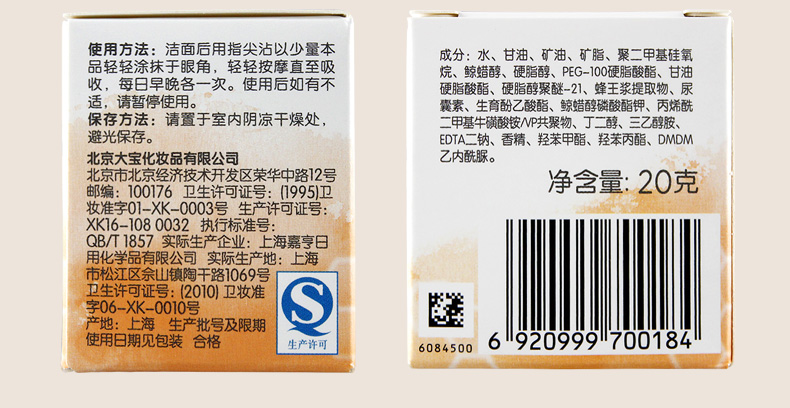 使用方法：洁面后用指尖沾以少量本
品轻轻涂抹于眼角，轻轻按摩直至吸
收，每日早晚各一次。使用后如有不
适，请暂停使用。
保存方法：请置于室内阴凉干燥处，
避光保存。
北京大宝化妆品有限公司
北京市北京经济技术开发区荣华中路12号
邮编：100176 卫生许可证号：(1995)卫
妆准字01-XK-0003号 生产许可证号：
XK16-108 0032 执行标准号：
QB/T 1857 实际生产企业：上海嘉亨日
用化学品有限公司 实际生产地：上海
市松江区佘山镇陶干路1069号
卫生许可证号：(2010) 卫妆准
字06-XK-0010号
产地：上海 生产批号及限期
使用日期见包装 合格
生产许可
成分：水、甘油、矿油、矿脂、聚二甲基硅氧
烷、鲸蜡醇、硬脂醇、PEG-100硬脂酸酯、甘油
硬脂酸酯、硬脂醇聚醚-21、蜂王浆提取物、尿
囊素、生育酚乙酸酯、鲸蜡醇磷酸酯钾、丙烯酰
二甲基牛磺酸铵/VP共聚物、丁二醇、三乙醇胺、
EDTA二钠、香精、羟苯甲酯、羟苯丙酯、DMDM
乙内酰脲。
净含量: 20克
6084500
6 920999 700184